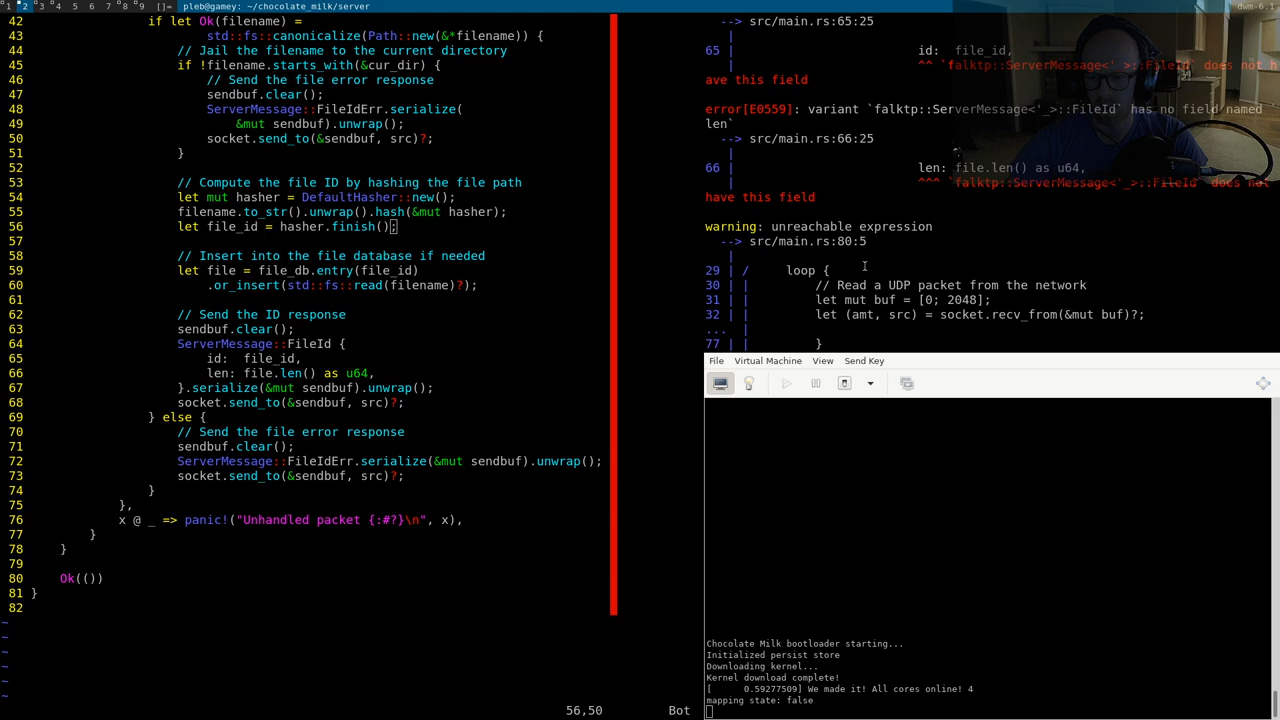 1 2 3 4 5 6 7 8 9 []= pleb@gamey: ~/chocolate_milk/server dwm-6.1
42                 if let Ok(filename) =
43                         std::fs::canonicalize(Path::new(&*filename)) {
44                     // Jail the filename to the current directory
45                     if !filename.starts_with(&cur_dir) {
46                         // Send the file error response
47                         sendbuf.clear();
48                         ServerMessage::FileIdErr.serialize(
49                             &mut sendbuf).unwrap();
50                         socket.send_to(&sendbuf, src)?;
51                     }
52
53                     // Compute the file ID by hashing the file path
54                     let mut hasher = DefaultHasher::new();
55                     filename.to_str().unwrap().hash(&mut hasher);
56                     let file_id = hasher.finish();
57
58                     // Insert into the file database if needed
59                     let file = file_db.entry(file_id)
60                         .or_insert(std::fs::read(filename)?);
61
62                     // Send the ID response
63                     sendbuf.clear();
64                     ServerMessage::FileId {
65                         id:  file_id,
66                         len: file.len() as u64,
67                     }.serialize(&mut sendbuf).unwrap();
68                     socket.send_to(&sendbuf, src)?;
69                 } else {
70                     // Send the file error response
71                     sendbuf.clear();
72                     ServerMessage::FileIdErr.serialize(&mut sendbuf).unwrap();
73                     socket.send_to(&sendbuf, src)?;
74                 }
75             },
76             x @ _ => panic!("Unhandled packet {:#?}\n", x),
77         }
78     }
79
80     Ok(())
81 }
82
~
~
~
~
~
~
56,50 Bot
--> src/main.rs:65:25
|
65 |                         id:  file_id,
|                         ^^ `falktp::ServerMessage<'_>::FileId` does not h
ave this field
error[E0559]: variant `falktp::ServerMessage<'_>::FileId` has no field named `
len`
--> src/main.rs:66:25
|
66 |                         len: file.len() as u64,
|                         ^^^ `falktp::ServerMessage<'_>::FileId` does not
have this field
warning: unreachable expression
--> src/main.rs:80:5
|
29 | /     loop {
30 | |         // Read a UDP packet from the network
31 | |         let mut buf = [0; 2048];
32 | |         let (amt, src) = socket.recv_from(&mut buf)?;
... |
77 | |         }
File Virtual Machine View Send Key
Chocolate Milk bootloader starting...
Initialized persist store
Downloading kernel...
Kernel download complete!
[      0.59277509] We made it! All cores online! 4
mapping state: false